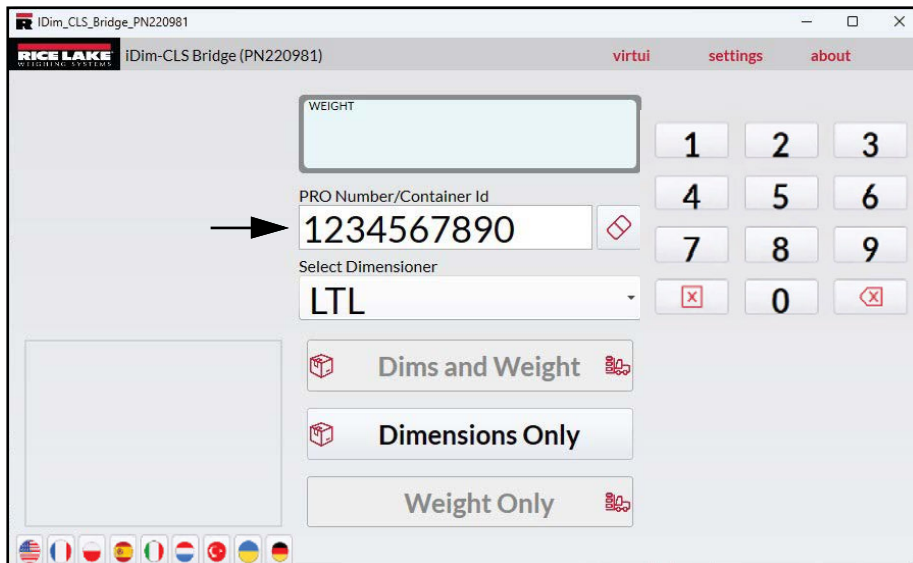 IDim_CLS_Bridge_PN220981
RICE LAKE
WEIGHING SYSTEMS
iDim-CLS Bridge (PN220981)
virtui
settings
about
WEIGHT
PRO Number/Container Id
1234567890
Select Dimensioner
LTL
1 2 3
4 5 6
7 8 9
X 0 X
Dims and Weight
Dimensions Only
Weight Only